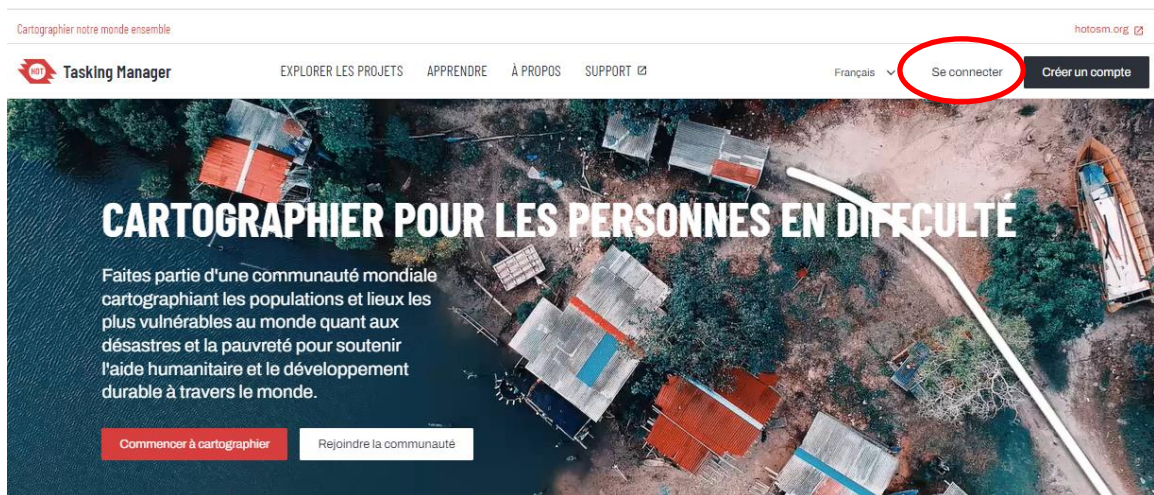 Cartographier notre monde ensemble
hotosm.org
HOT
Tasking Manager
EXPLORER LES PROJETS
APPRENDRE
À PROPOS
SUPPORT
Français
Se connecter
Créer un compte
CARTOGRAPHIER POUR LES PERSONNES EN DIFFCULTÉ
Faites partie d'une communauté mondiale
cartographiant les populations et lieux les
plus vulnérables au monde quant aux
désastres et la pauvreté pour soutenir
l'aide humanitaire et le développement
durable à travers le monde.
Commencer à cartographier
Rejoindre la communauté